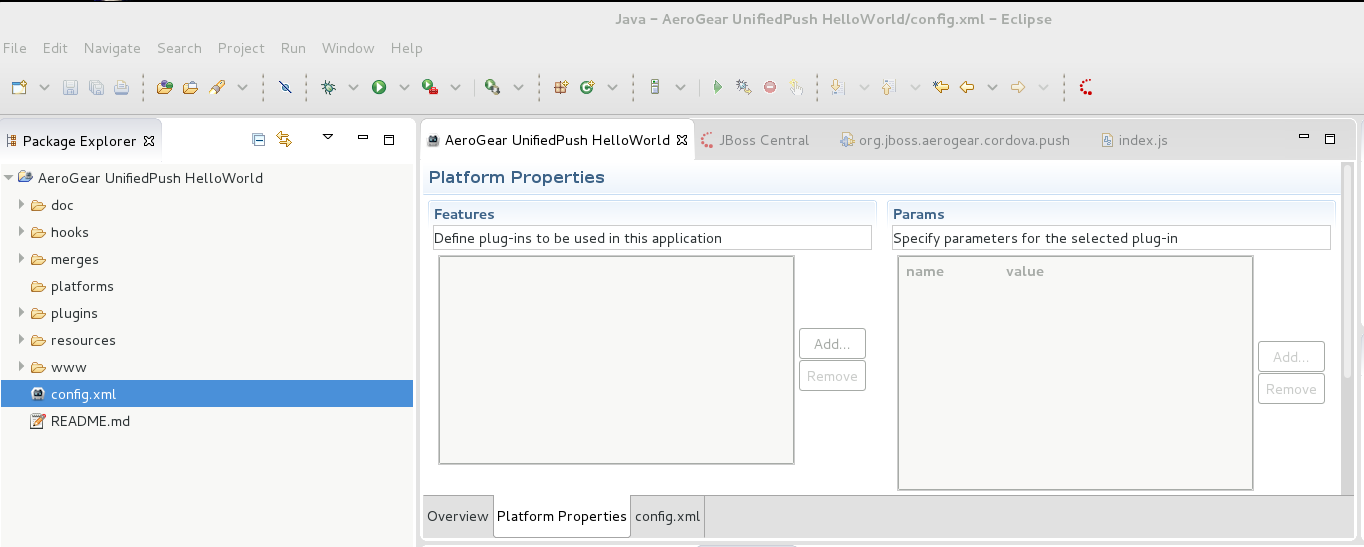 Java - AeroGear UnifiedPush HelloWorld/config.xml - Eclipse
File Edit Navigate Search Project Run Window Help
Package Explorer
AeroGear UnifiedPush HelloWorld
doc
hooks
merges
platforms
plugins
resources
www
config.xml
README.md
AeroGear UnifiedPush HelloWorld JBoss Central org.jboss.aerogear.cordova.push index.js
Platform Properties
Features
Define plug-ins to be used in this application
Add...
Remove
Params
Specify parameters for the selected plug-in
name value
Add...
Remove
Overview Platform Properties config.xml